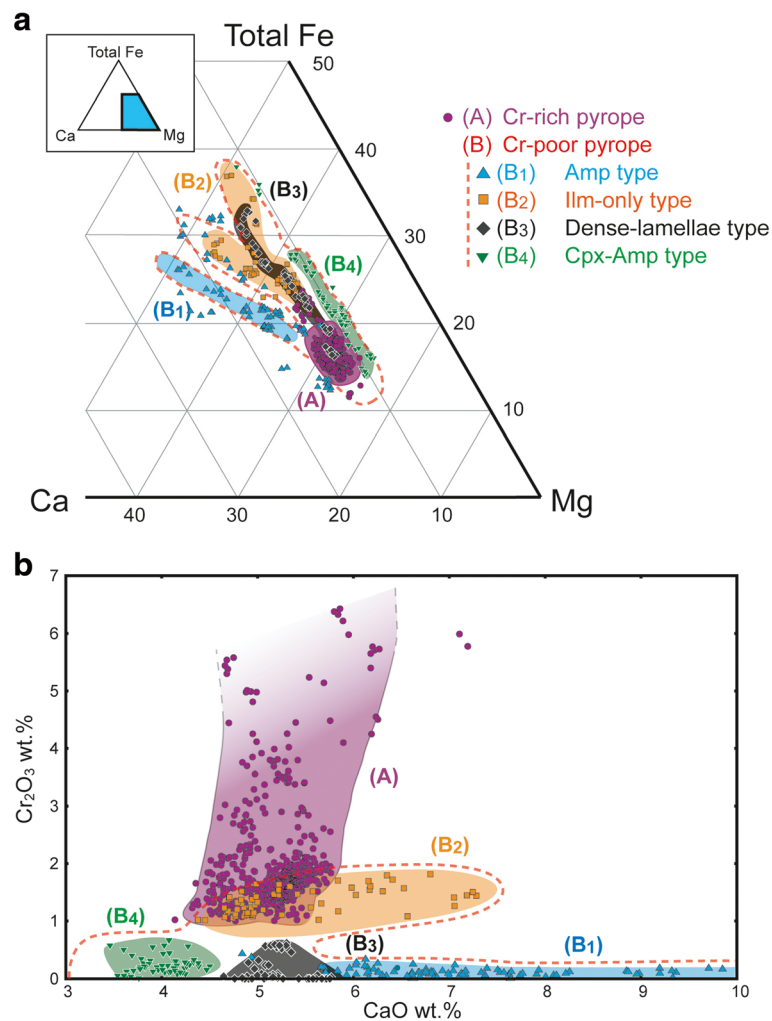 a
Total Fe
50
Total Fe
Ca
Mg
(A) Cr-rich pyrope
(B) Cr-poor pyrope
(B1) Amp type
(B2) Ilm-only type
(B3) Dense-lamellae type
(B4) Cpx-Amp type
40
(B2)
(B3)
30
(B4)
(B1)
20
(A)
10
Ca
Mg
40
30
20
10
b
7
6
5
4
3
2
1
0
Cr2O3 wt.%
(A)
(B2)
(B4)
(B3)
(B1)
3
4
5
6
7
8
9
10
CaO wt.%